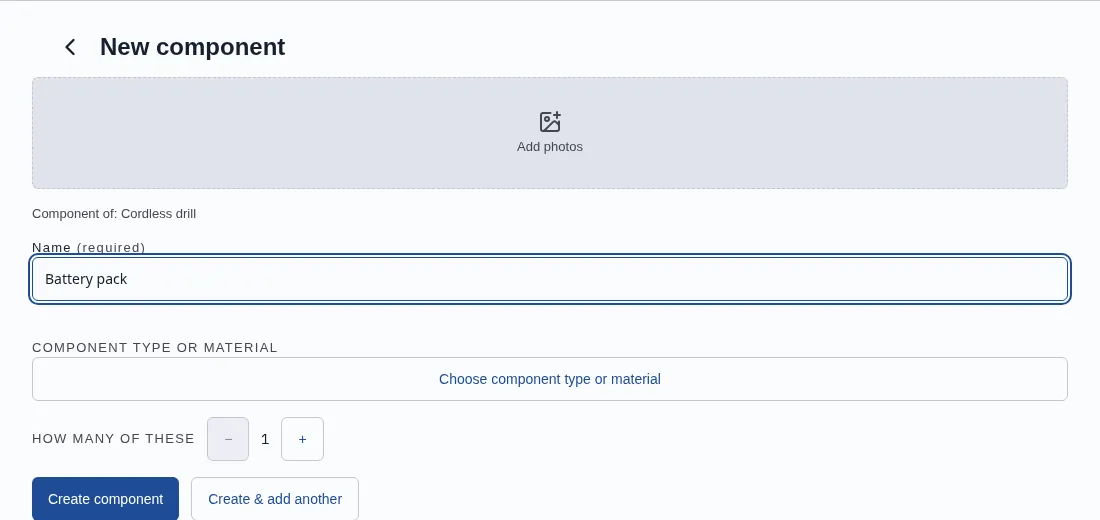 New component
Add photos
Component of: Cordless drill
Name (required)
Battery pack
COMPONENT TYPE OR MATERIAL
Choose component type or material
HOW MANY OF THESE − 1 +
Create component Create & add another